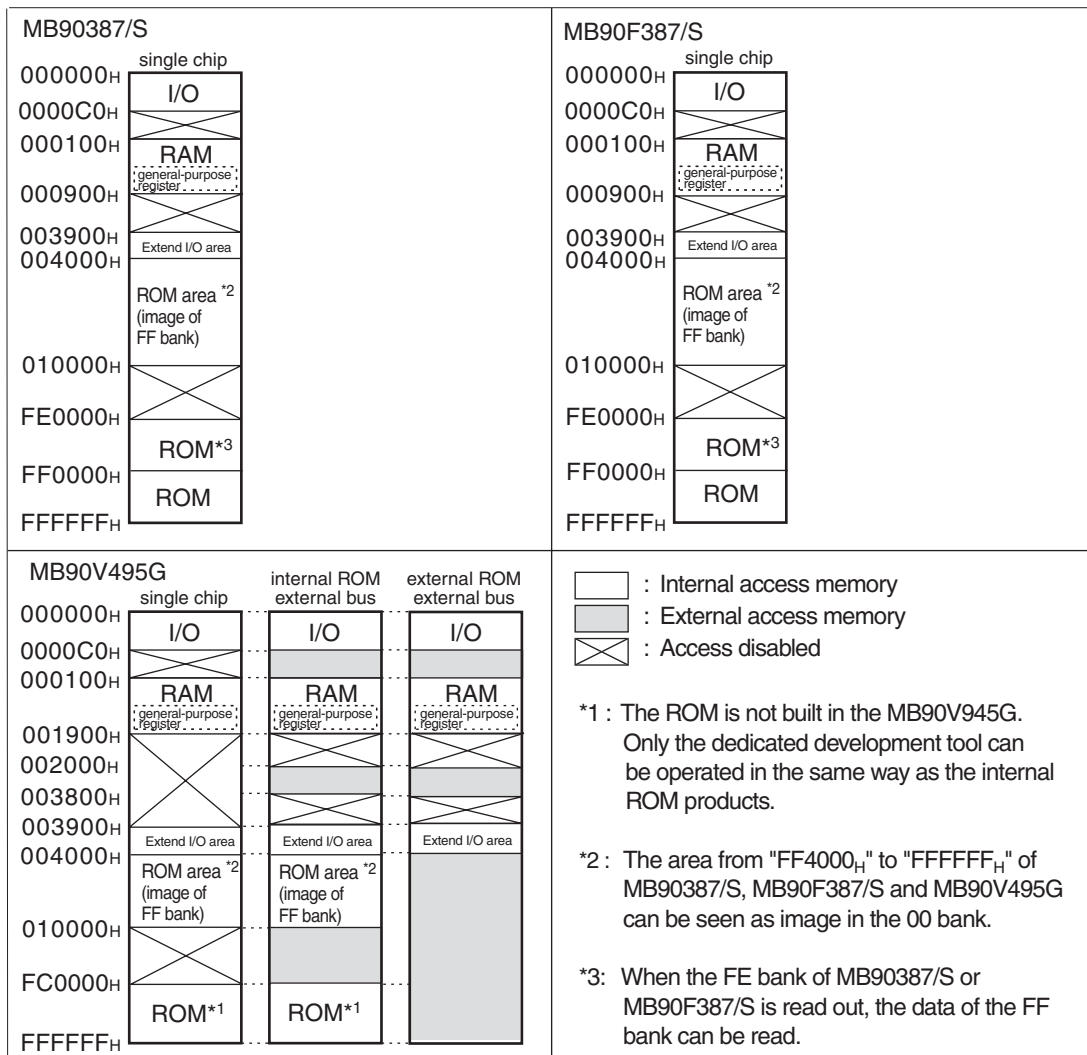 MB90387/S
single chip
000000H
I/O
0000C0H
000100H
RAM
general-purpose
register
000900H
003900H
Extend I/O area
004000H
ROM area *2
(image of
FF bank)
010000H
FE0000H
ROM*3
FF0000H
ROM
FFFFFFH
MB90F387/S
single chip
000000H
I/O
0000C0H
000100H
RAM
general-purpose
register
000900H
003900H
Extend I/O area
004000H
ROM area *2
(image of
FF bank)
010000H
FE0000H
ROM*3
FF0000H
ROM
FFFFFFH
MB90V495G
single chip
internal ROM
external bus
external ROM
external bus
000000H
I/O I/O I/O
0000C0H
000100H
RAM RAM RAM
general-purpose general-purpose general-purpose
register register register
001900H
002000H
003800H
003900H
Extend I/O area Extend I/O area Extend I/O area
004000H
ROM area *2 ROM area *2
(image of (image of
FF bank) FF bank)
010000H
FC0000H
ROM*1 ROM*1
FFFFFFH
: Internal access memory
: External access memory
: Access disabled
*1 : The ROM is not built in the MB90V945G.
Only the dedicated development tool can
be operated in the same way as the internal
ROM products.
*2 : The area from "FF4000H" to "FFFFFFH" of
MB90387/S, MB90F387/S and MB90V495G
can be seen as image in the 00 bank.
*3: When the FE bank of MB90387/S or
MB90F387/S is read out, the data of the FF
bank can be read.